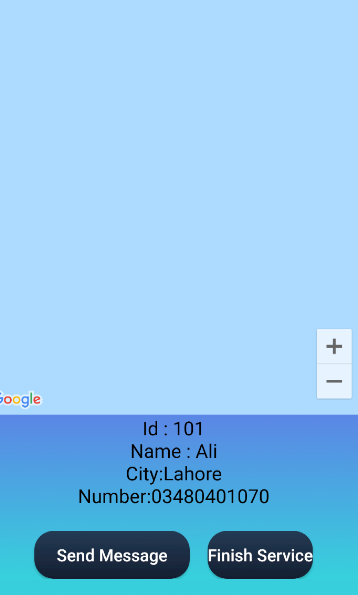 +
−
Google
Id : 101
Name : Ali
City:Lahore
Number:03480401070
Send Message
Finish Service